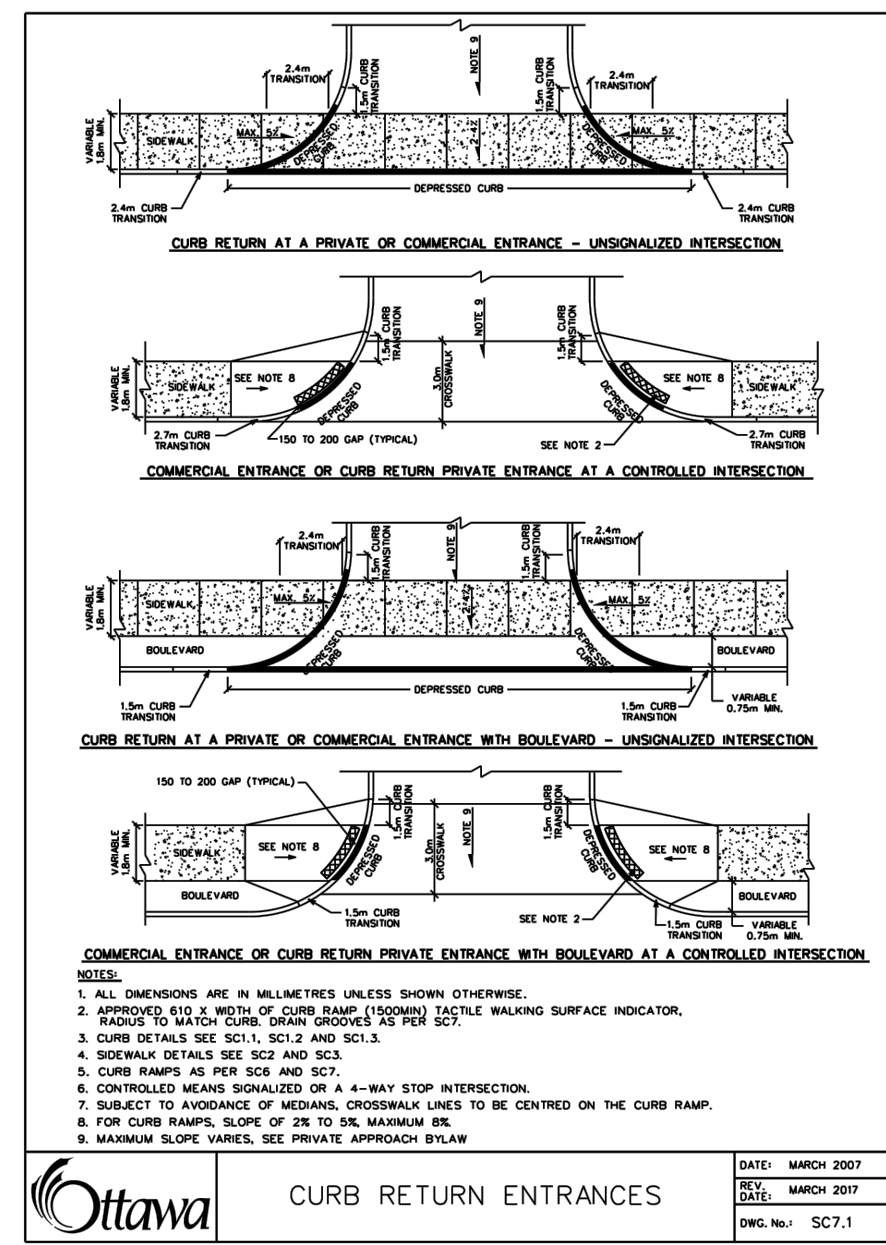 2.4m
TRANSITION
1.5m CURB
TRANSITION
NOTE 9
1.5m CURB
TRANSITION
2.4m
TRANSITION
VARIABLE
1.8m MIN.
SIDEWALK
MAX. 5%
DEPRESSED
CURB
2-4%
DEPRESSED
CURB
MAX. 5%
DEPRESSED CURB
2.4m CURB
TRANSITION
2.4m CURB
TRANSITION
CURB RETURN AT A PRIVATE OR COMMERCIAL ENTRANCE - UNSIGNALIZED INTERSECTION
1.5m CURB
TRANSITION
NOTE 9
1.5m CURB
TRANSITION
VARIABLE
1.8m MIN.
SIDEWALK
SEE NOTE 8
DEPRESSED
CURB
3.0m
CROSSWALK
DEPRESSED
CURB
SEE NOTE 8
SIDEWALK
2.7m CURB
TRANSITION
150 TO 200 GAP (TYPICAL)
SEE NOTE 2
2.7m CURB
TRANSITION
COMMERCIAL ENTRANCE OR CURB RETURN PRIVATE ENTRANCE AT A CONTROLLED INTERSECTION
2.4m
TRANSITION
1.5m CURB
TRANSITION
NOTE 9
1.5m CURB
TRANSITION
2.4m
TRANSITION
VARIABLE
1.8m MIN.
SIDEWALK
MAX. 5%
2-4%
MAX. 5%
BOULEVARD
DEPRESSED
CURB
DEPRESSED
CURB
BOULEVARD
DEPRESSED CURB
1.5m CURB
TRANSITION
1.5m CURB
TRANSITION
VARIABLE
0.75m MIN.
CURB RETURN AT A PRIVATE OR COMMERCIAL ENTRANCE WITH BOULEVARD - UNSIGNALIZED INTERSECTION
150 TO 200 GAP (TYPICAL)
1.5m CURB
TRANSITION
NOTE 9
1.5m CURB
TRANSITION
VARIABLE
1.8m MIN.
SIDEWALK
SEE NOTE 8
DEPRESSED
CURB
3.0m
CROSSWALK
DEPRESSED
CURB
SEE NOTE 8
BOULEVARD
BOULEVARD
1.5m CURB
TRANSITION
SEE NOTE 2
1.5m CURB
TRANSITION
VARIABLE
0.75m MIN.
COMMERCIAL ENTRANCE OR CURB RETURN PRIVATE ENTRANCE WITH BOULEVARD AT A CONTROLLED INTERSECTION
NOTES:
1. ALL DIMENSIONS ARE IN MILLIMETRES UNLESS SHOWN OTHERWISE.
2. APPROVED 610 X WIDTH OF CURB RAMP (1500MIN) TACTILE WALKING SURFACE INDICATOR,
RADIUS TO MATCH CURB. DRAIN GROOVES AS PER SC7.
3. CURB DETAILS SEE SC1.1, SC1.2 AND SC1.3.
4. SIDEWALK DETAILS SEE SC2 AND SC3.
5. CURB RAMPS AS PER SC6 AND SC7.
6. CONTROLLED MEANS SIGNALIZED OR A 4-WAY STOP INTERSECTION.
7. SUBJECT TO AVOIDANCE OF MEDIANS, CROSSWALK LINES TO BE CENTRED ON THE CURB RAMP.
8. FOR CURB RAMPS, SLOPE OF 2% TO 5%, MAXIMUM 8%.
9. MAXIMUM SLOPE VARIES, SEE PRIVATE APPROACH BYLAW
Ottawa
CURB RETURN ENTRANCES
DATE: MARCH 2007
REV.
DATE: MARCH 2017
DWG. No.: SC7.1